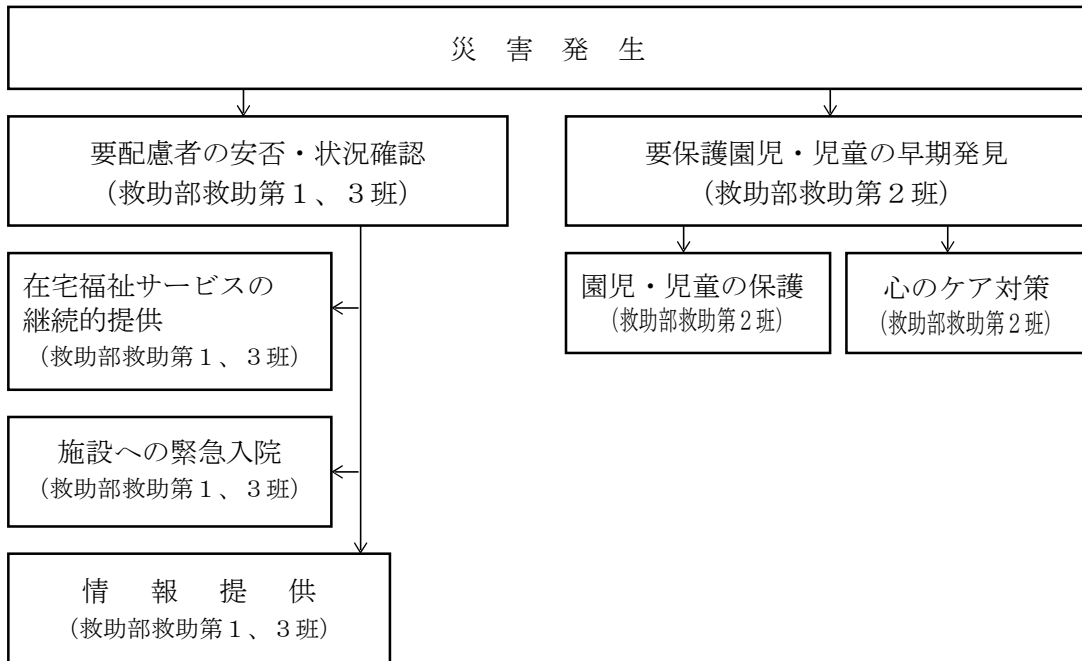 災　害　発　生
要配慮者の安否・状況確認
（救助部救助第１、３班）
要保護園児・児童の早期発見
（救助部救助第２班）
在宅福祉サービスの
継続的提供
（救助部救助第１、３班）
園児・児童の保護
（救助部救助第２班）
心のケア対策
（救助部救助第２班）
施設への緊急入院
（救助部救助第１、３班）
情　報　提　供
（救助部救助第１、３班）